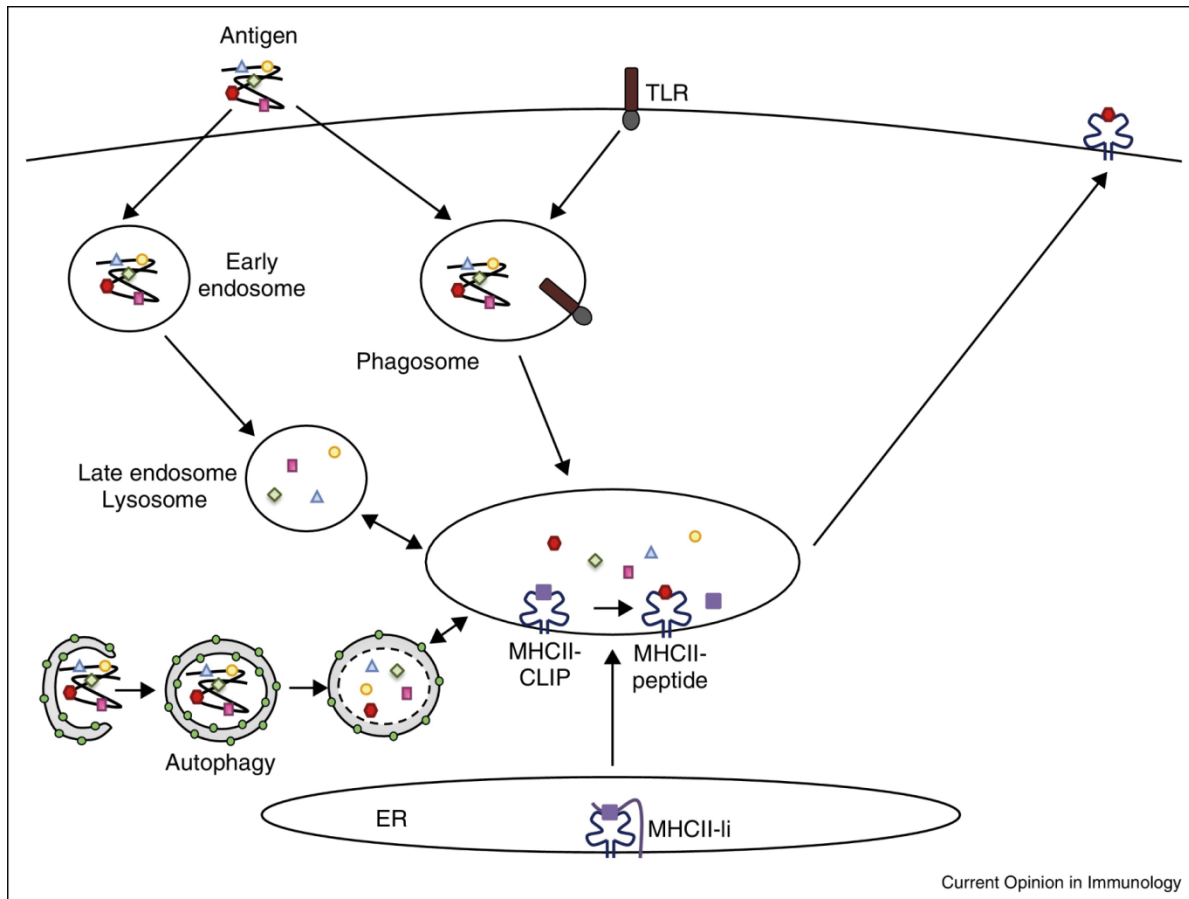 Antigen
TLR
Early
endosome
Phagosome
Late endosome
Lysosome
MHCII-
CLIP
MHCII-
peptide
Autophagy
ER
MHCII-li
Current Opinion in Immunology